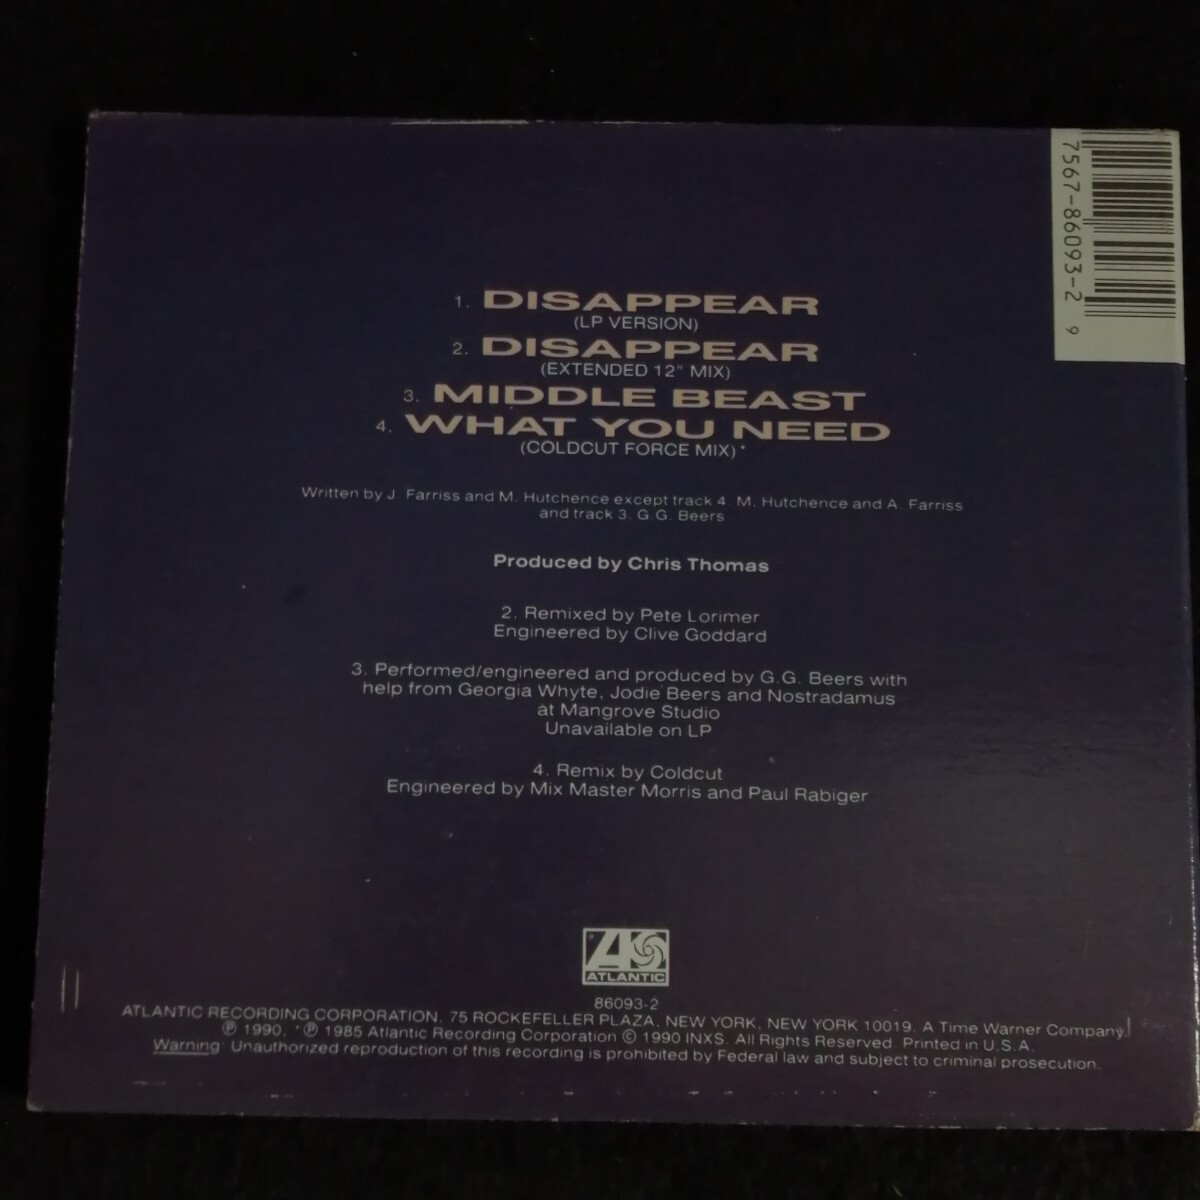 1. DISAPPEAR
(LP VERSION)
2. DISAPPEAR
(EXTENDED 12" MIX)
3. MIDDLE BEAST
4. WHAT YOU NEED
(COLDCUT FORCE MIX)*
Written by J. Farriss and M. Hutchence except track 4. M. Hutchence and A. Farriss
and track 3. G.G. Beers
Produced by Chris Thomas
2. Remixed by Pete Lorimer
Engineered by Clive Goddard
3. Performed/engineered and produced by G.G. Beers with
help from Georgia Whyte, Jodie Beers and Nostradamus
at Mangrove Studio
Unavailable on LP
4. Remix by Coldcut
Engineered by Mix Master Morris and Paul Rabiger
ATLANTIC
86093-2
ATLANTIC RECORDING CORPORATION, 75 ROCKEFELLER PLAZA, NEW YORK, NEW YORK 10019. A Time Warner Company.
℗ 1990, *℗ 1985 Atlantic Recording Corporation © 1990 INXS. All Rights Reserved. Printed in U.S.A.
Warning: Unauthorized reproduction of this recording is prohibited by Federal law and subject to criminal prosecution.
7567-86093-2 9